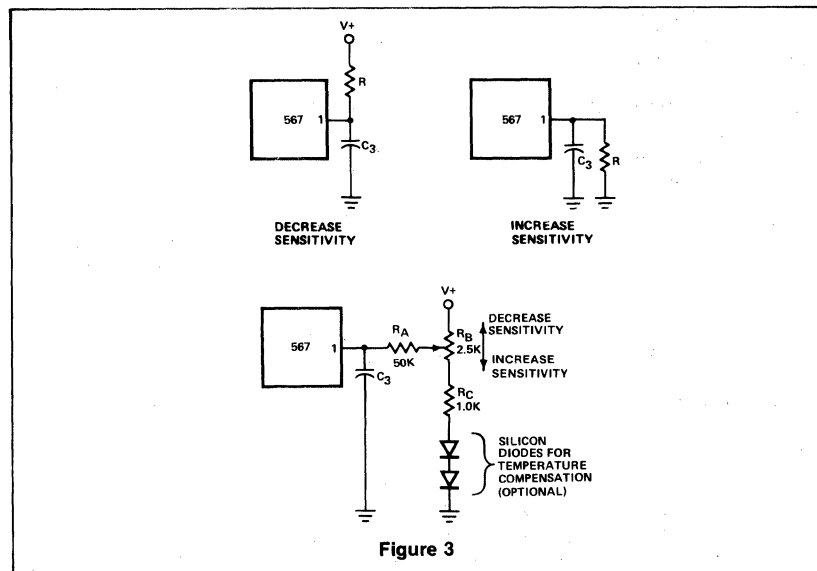 V+
R
567 1
C3
DECREASE
SENSITIVITY
567 1
C3
R
INCREASE
SENSITIVITY
V+
567 1
RA
50K
C3
RB
2.5K
DECREASE
SENSITIVITY
INCREASE
SENSITIVITY
RC
1.0K
SILICON
DIODES FOR
TEMPERATURE
COMPENSATION
(OPTIONAL)
Figure 3